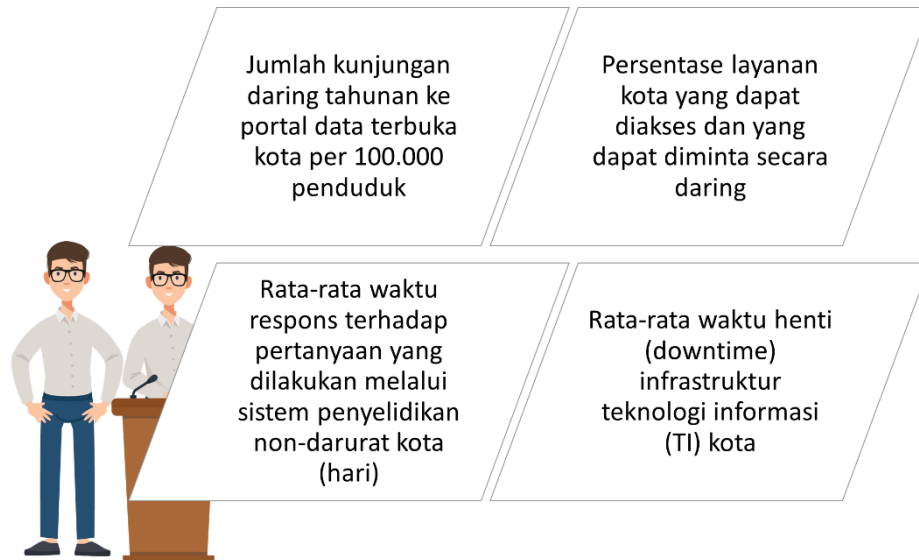 Jumlah kunjungan
daring tahunan ke
portal data terbuka
kota per 100.000
penduduk
Persentase layanan
kota yang dapat
diakses dan yang
dapat diminta secara
daring
Rata-rata waktu
respons terhadap
pertanyaan yang
dilakukan melalui
sistem penyelidikan
non-darurat kota
(hari)
Rata-rata waktu henti
(downtime)
infrastruktur
teknologi informasi
(TI) kota